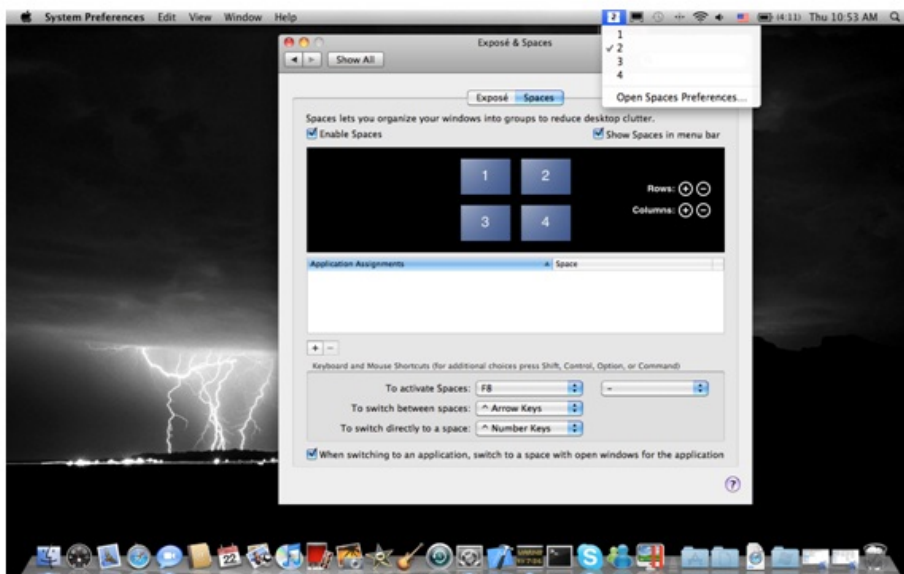 System Preferences Edit View Window Help
2 (4:11) Thu 10:53 AM
Exposé & Spaces
Show All
1
✓ 2
3
4
Open Spaces Preferences...
Exposé Spaces
Spaces lets you organize your windows into groups to reduce desktop clutter.
Enable Spaces Show Spaces in menu bar
1 2
Rows: + −
Columns: + −
3 4
Application Assignments Space
+ −
Keyboard and Mouse Shortcuts (for additional choices press Shift, Control, Option, or Command)
To activate Spaces: F8 –
To switch between spaces: ^ Arrow Keys
To switch directly to a space: ^ Number Keys
When switching to an application, switch to a space with open windows for the application
?
22